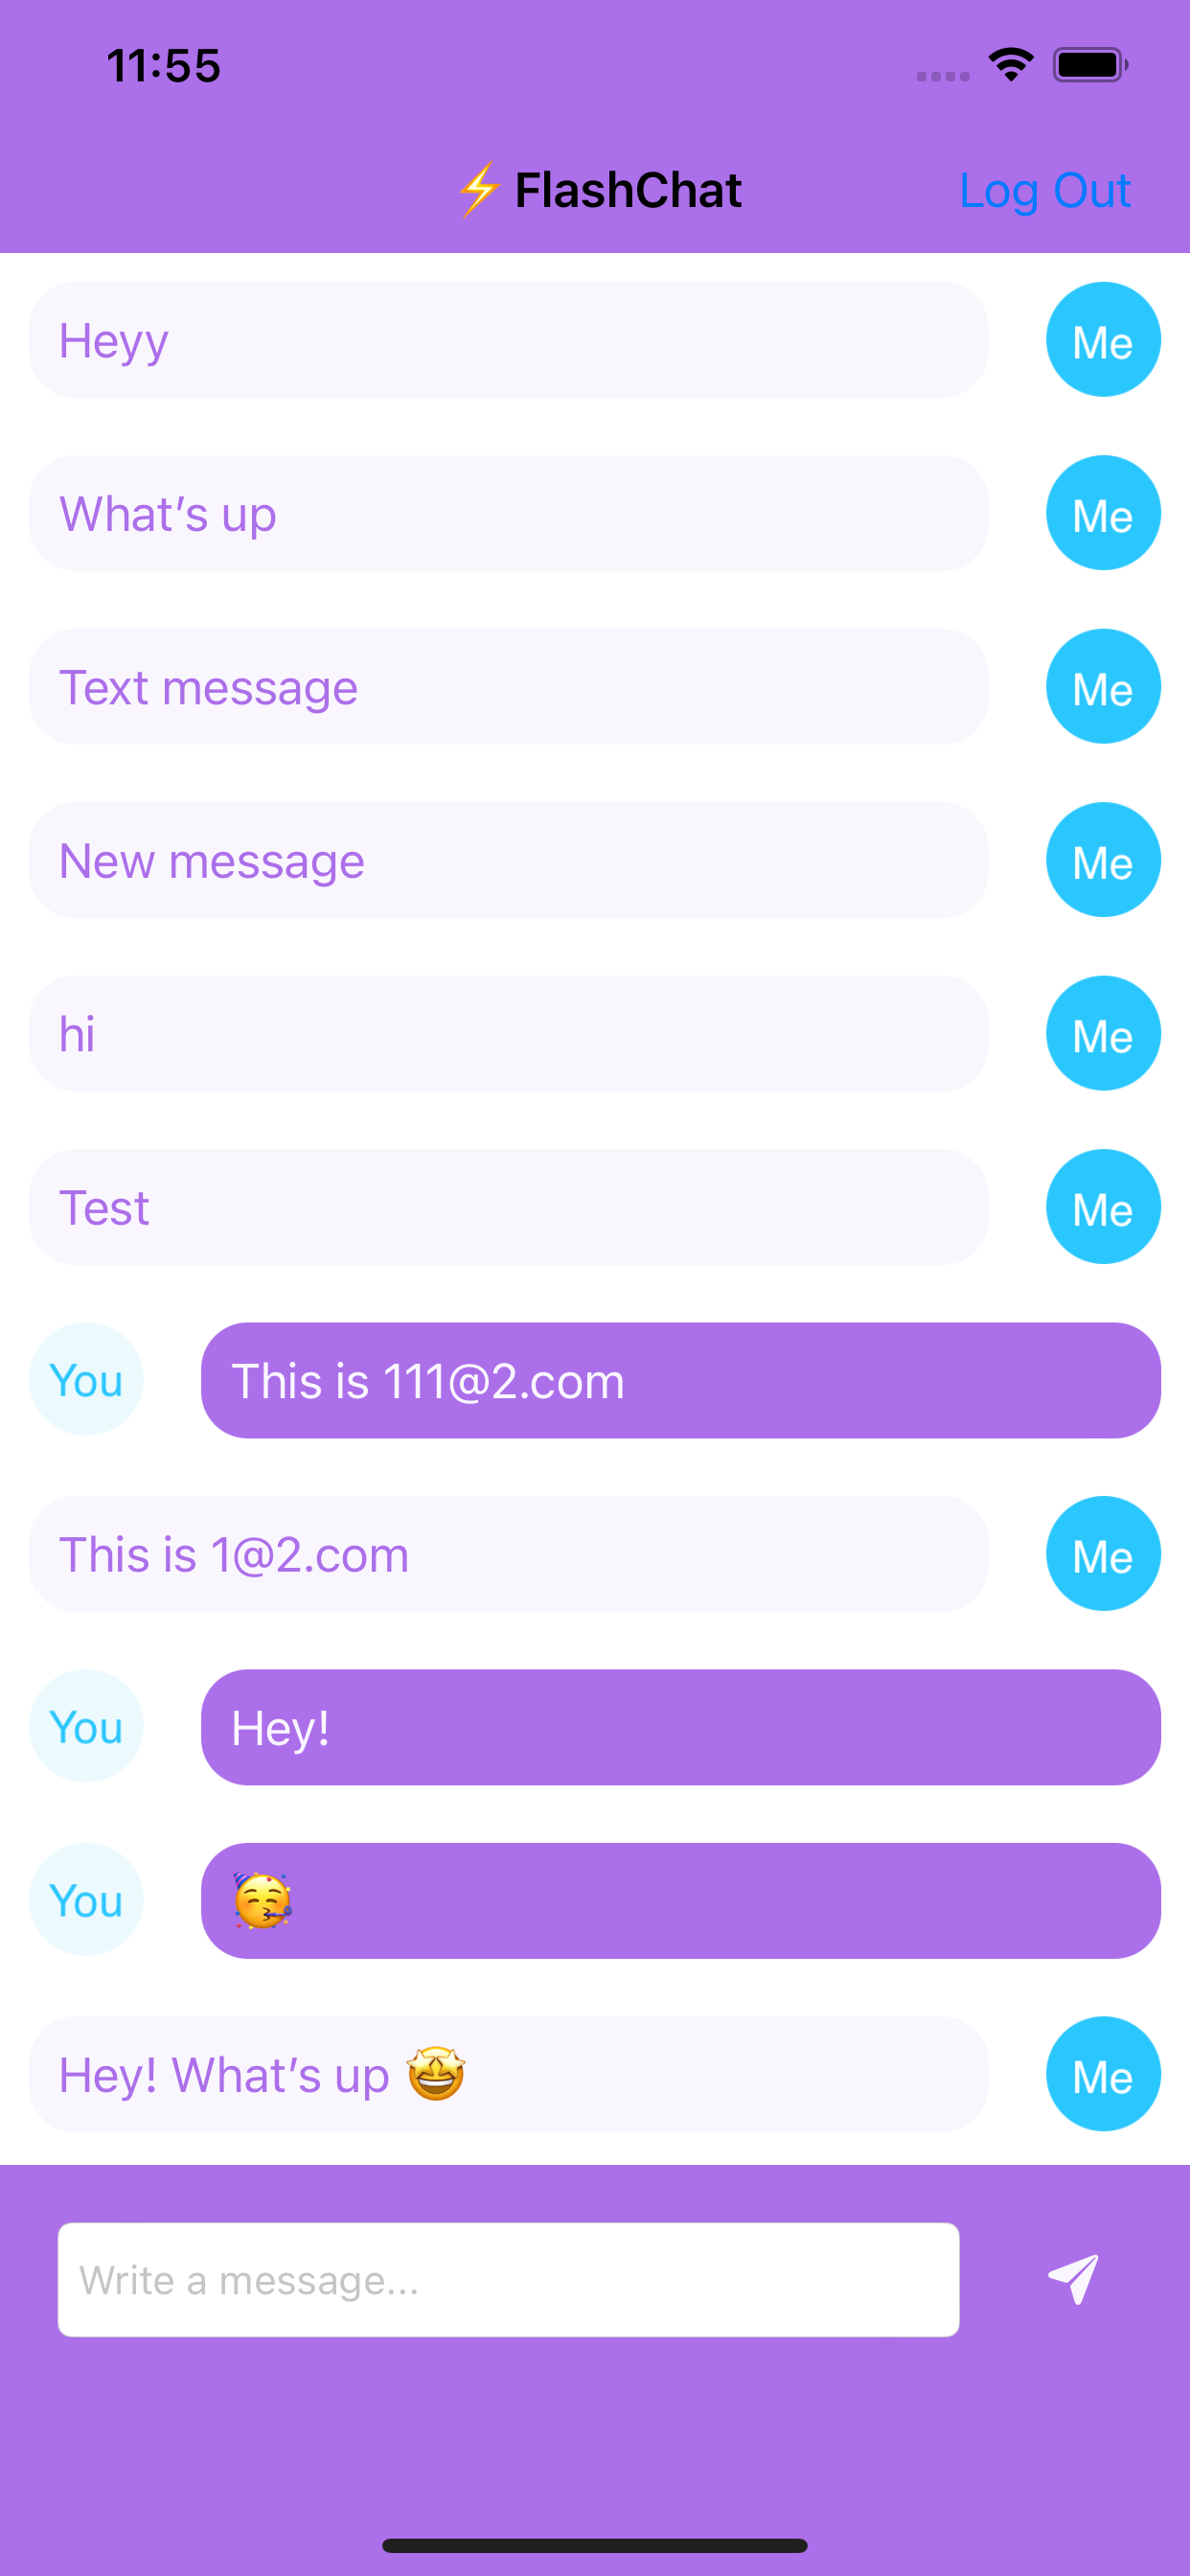 11:55
⚡️FlashChat Log Out
Heyy Me
What’s up Me
Text message Me
New message Me
hi Me
Test Me
You This is 111@2.com
This is 1@2.com Me
You Hey!
You 🥳
Hey! What’s up 🤩 Me
Write a message...